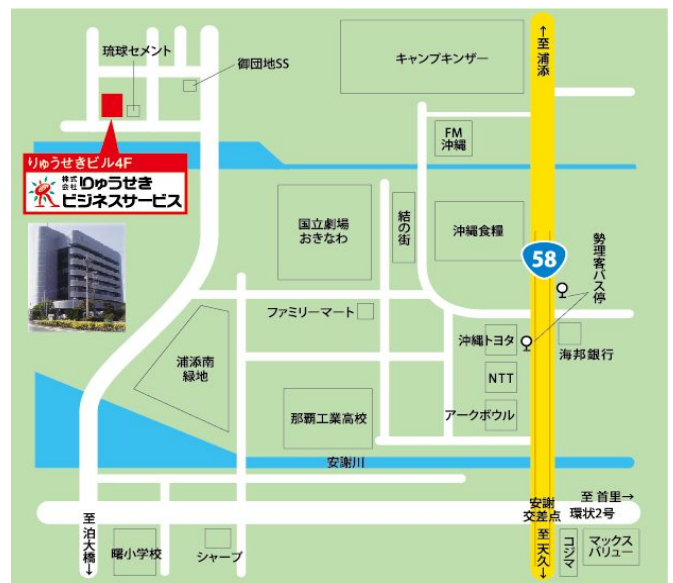 琉球セメント
御団地SS
キャンプキンザー
↑至 浦添
りゅうせきビル4F
株式会社りゅうせき
ビジネスサービス
FM
沖縄
国立劇場
おきなわ
結の街
沖縄食糧
58
勢理客バス停
ファミリーマート
浦添南
緑地
沖縄トヨタ
海邦銀行
NTT
那覇工業高校
アークボウル
安謝川
至 泊大橋↓
曙小学校
シャープ
安謝
交差点
至 首里→
環状2号
至 天久↓
コジマ
マックス
バリュー